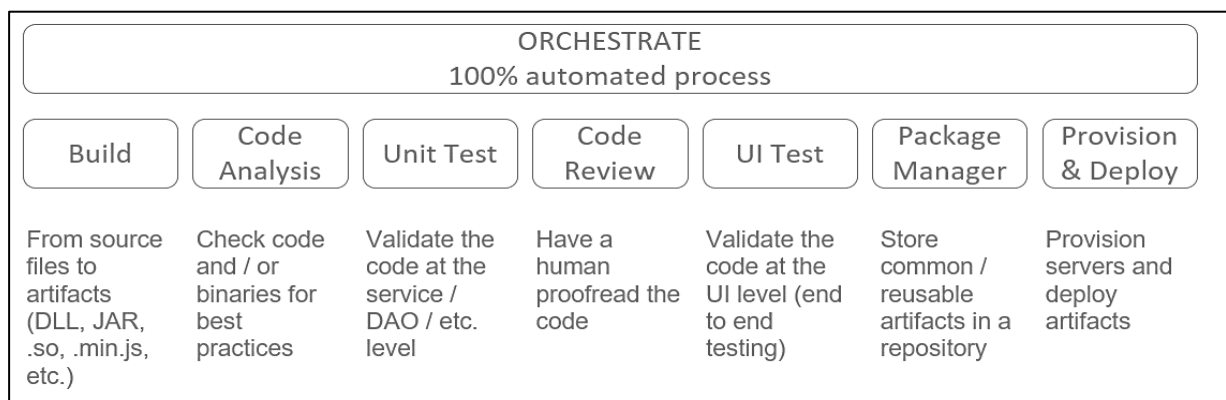 ORCHESTRATE
100% automated process
Build
Code
Analysis
Unit Test
Code
Review
UI Test
Package
Manager
Provision
& Deploy
From source
files to
artifacts
(DLL, JAR,
.so, .min.js,
etc.)
Check code
and / or
binaries for
best
practices
Validate the
code at the
service /
DAO / etc.
level
Have a
human
proofread the
code
Validate the
code at the
UI level (end
to end
testing)
Store
common /
reusable
artifacts in a
repository
Provision
servers and
deploy
artifacts